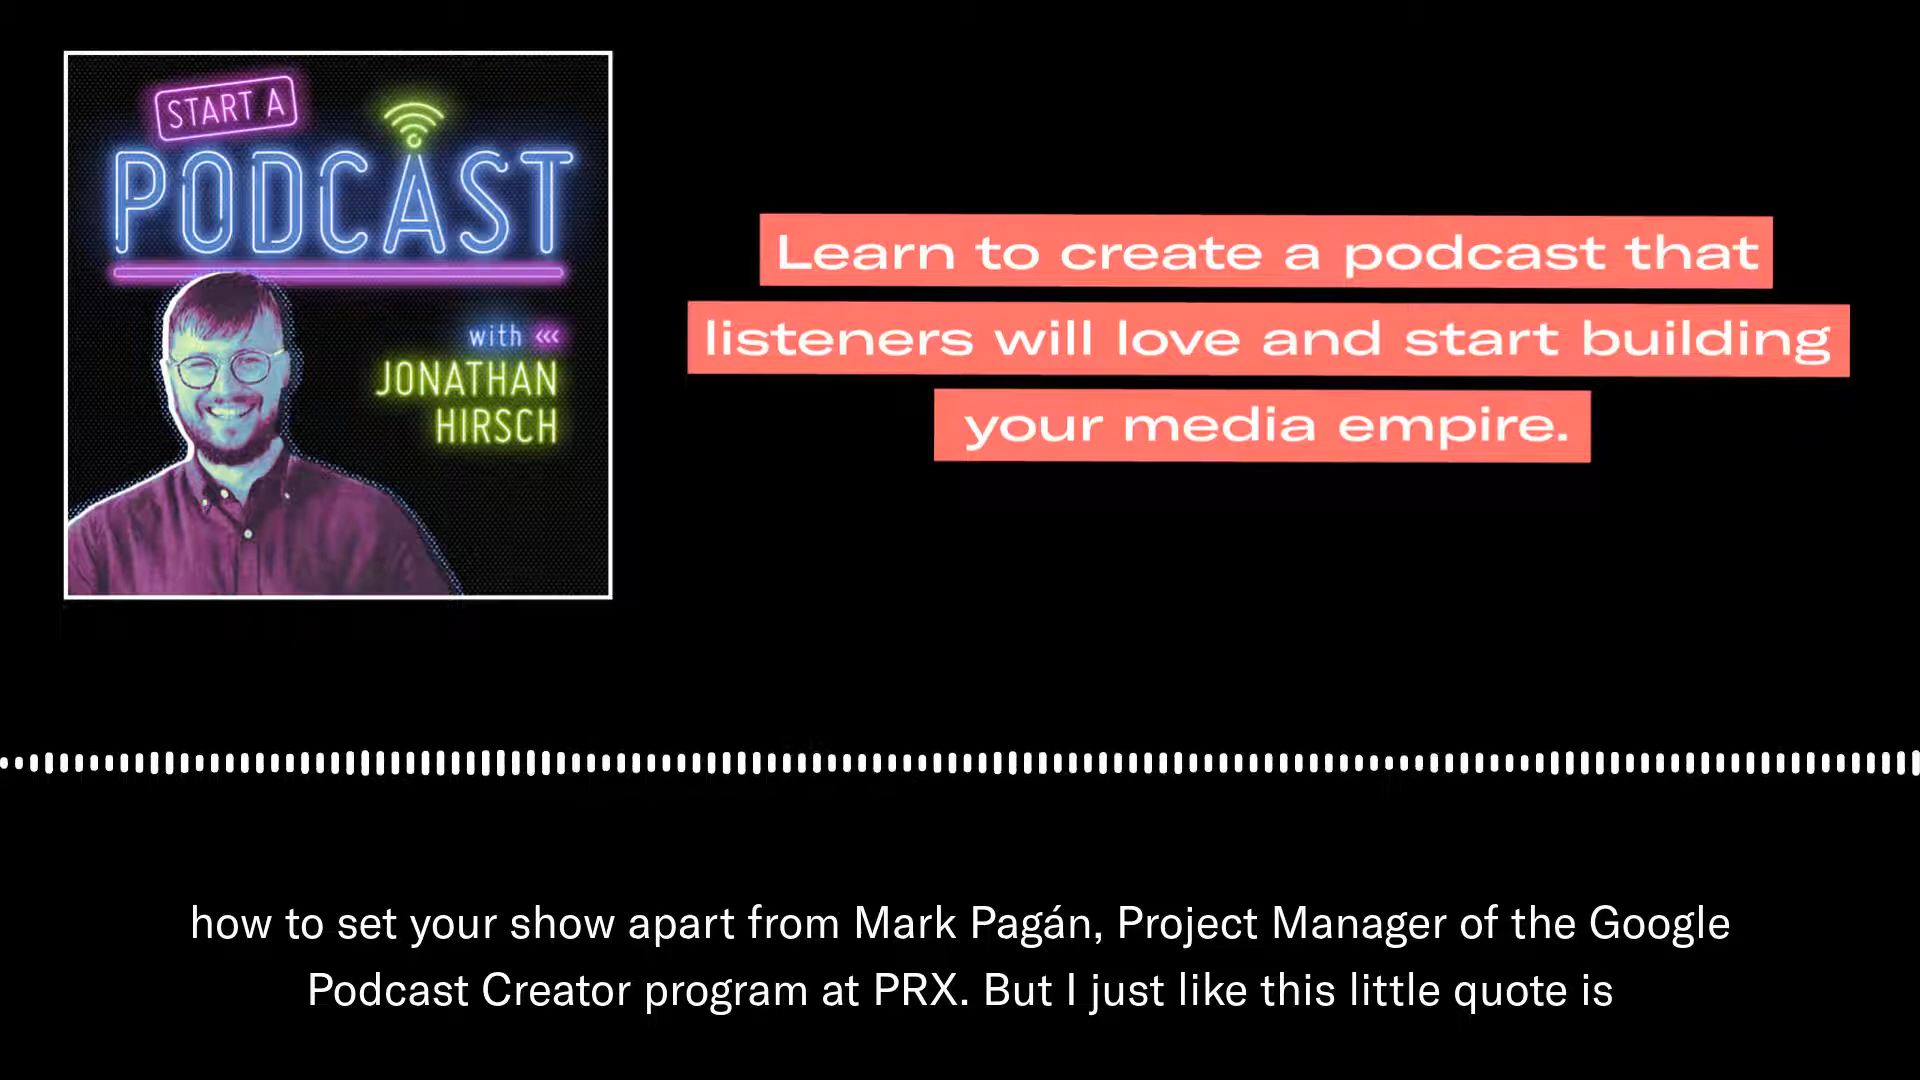 START A
PODCAST
with
JONATHAN
HIRSCH
Learn to create a podcast that
listeners will love and start building
your media empire.
how to set your show apart from Mark Pagán, Project Manager of the Google
Podcast Creator program at PRX. But I just like this little quote is